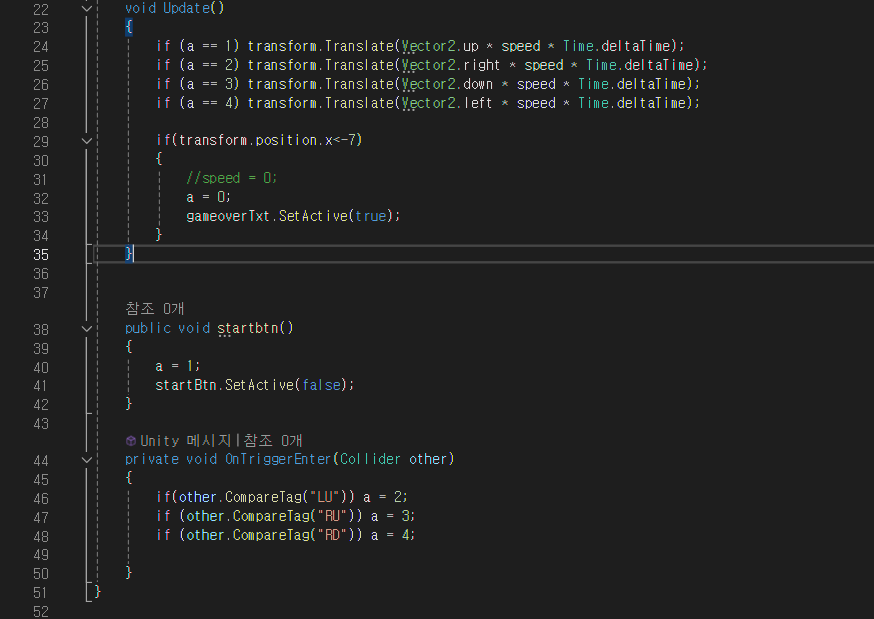 22 void Update()
23 {
24 if (a == 1) transform.Translate(Vector2.up * speed * Time.deltaTime);
25 if (a == 2) transform.Translate(Vector2.right * speed * Time.deltaTime);
26 if (a == 3) transform.Translate(Vector2.down * speed * Time.deltaTime);
27 if (a == 4) transform.Translate(Vector2.left * speed * Time.deltaTime);
28
29 if(transform.position.x<-7)
30 {
31 //speed = 0;
32 a = 0;
33 gameoverTxt.SetActive(true);
34 }
35 }
36
37
참조 0개
38 public void startbtn()
39 {
40 a = 1;
41 startBtn.SetActive(false);
42 }
43
Unity 메시지|참조 0개
44 private void OnTriggerEnter(Collider other)
45 {
46 if(other.CompareTag("LU")) a = 2;
47 if (other.CompareTag("RU")) a = 3;
48 if (other.CompareTag("RD")) a = 4;
49
50 }
51 }
52